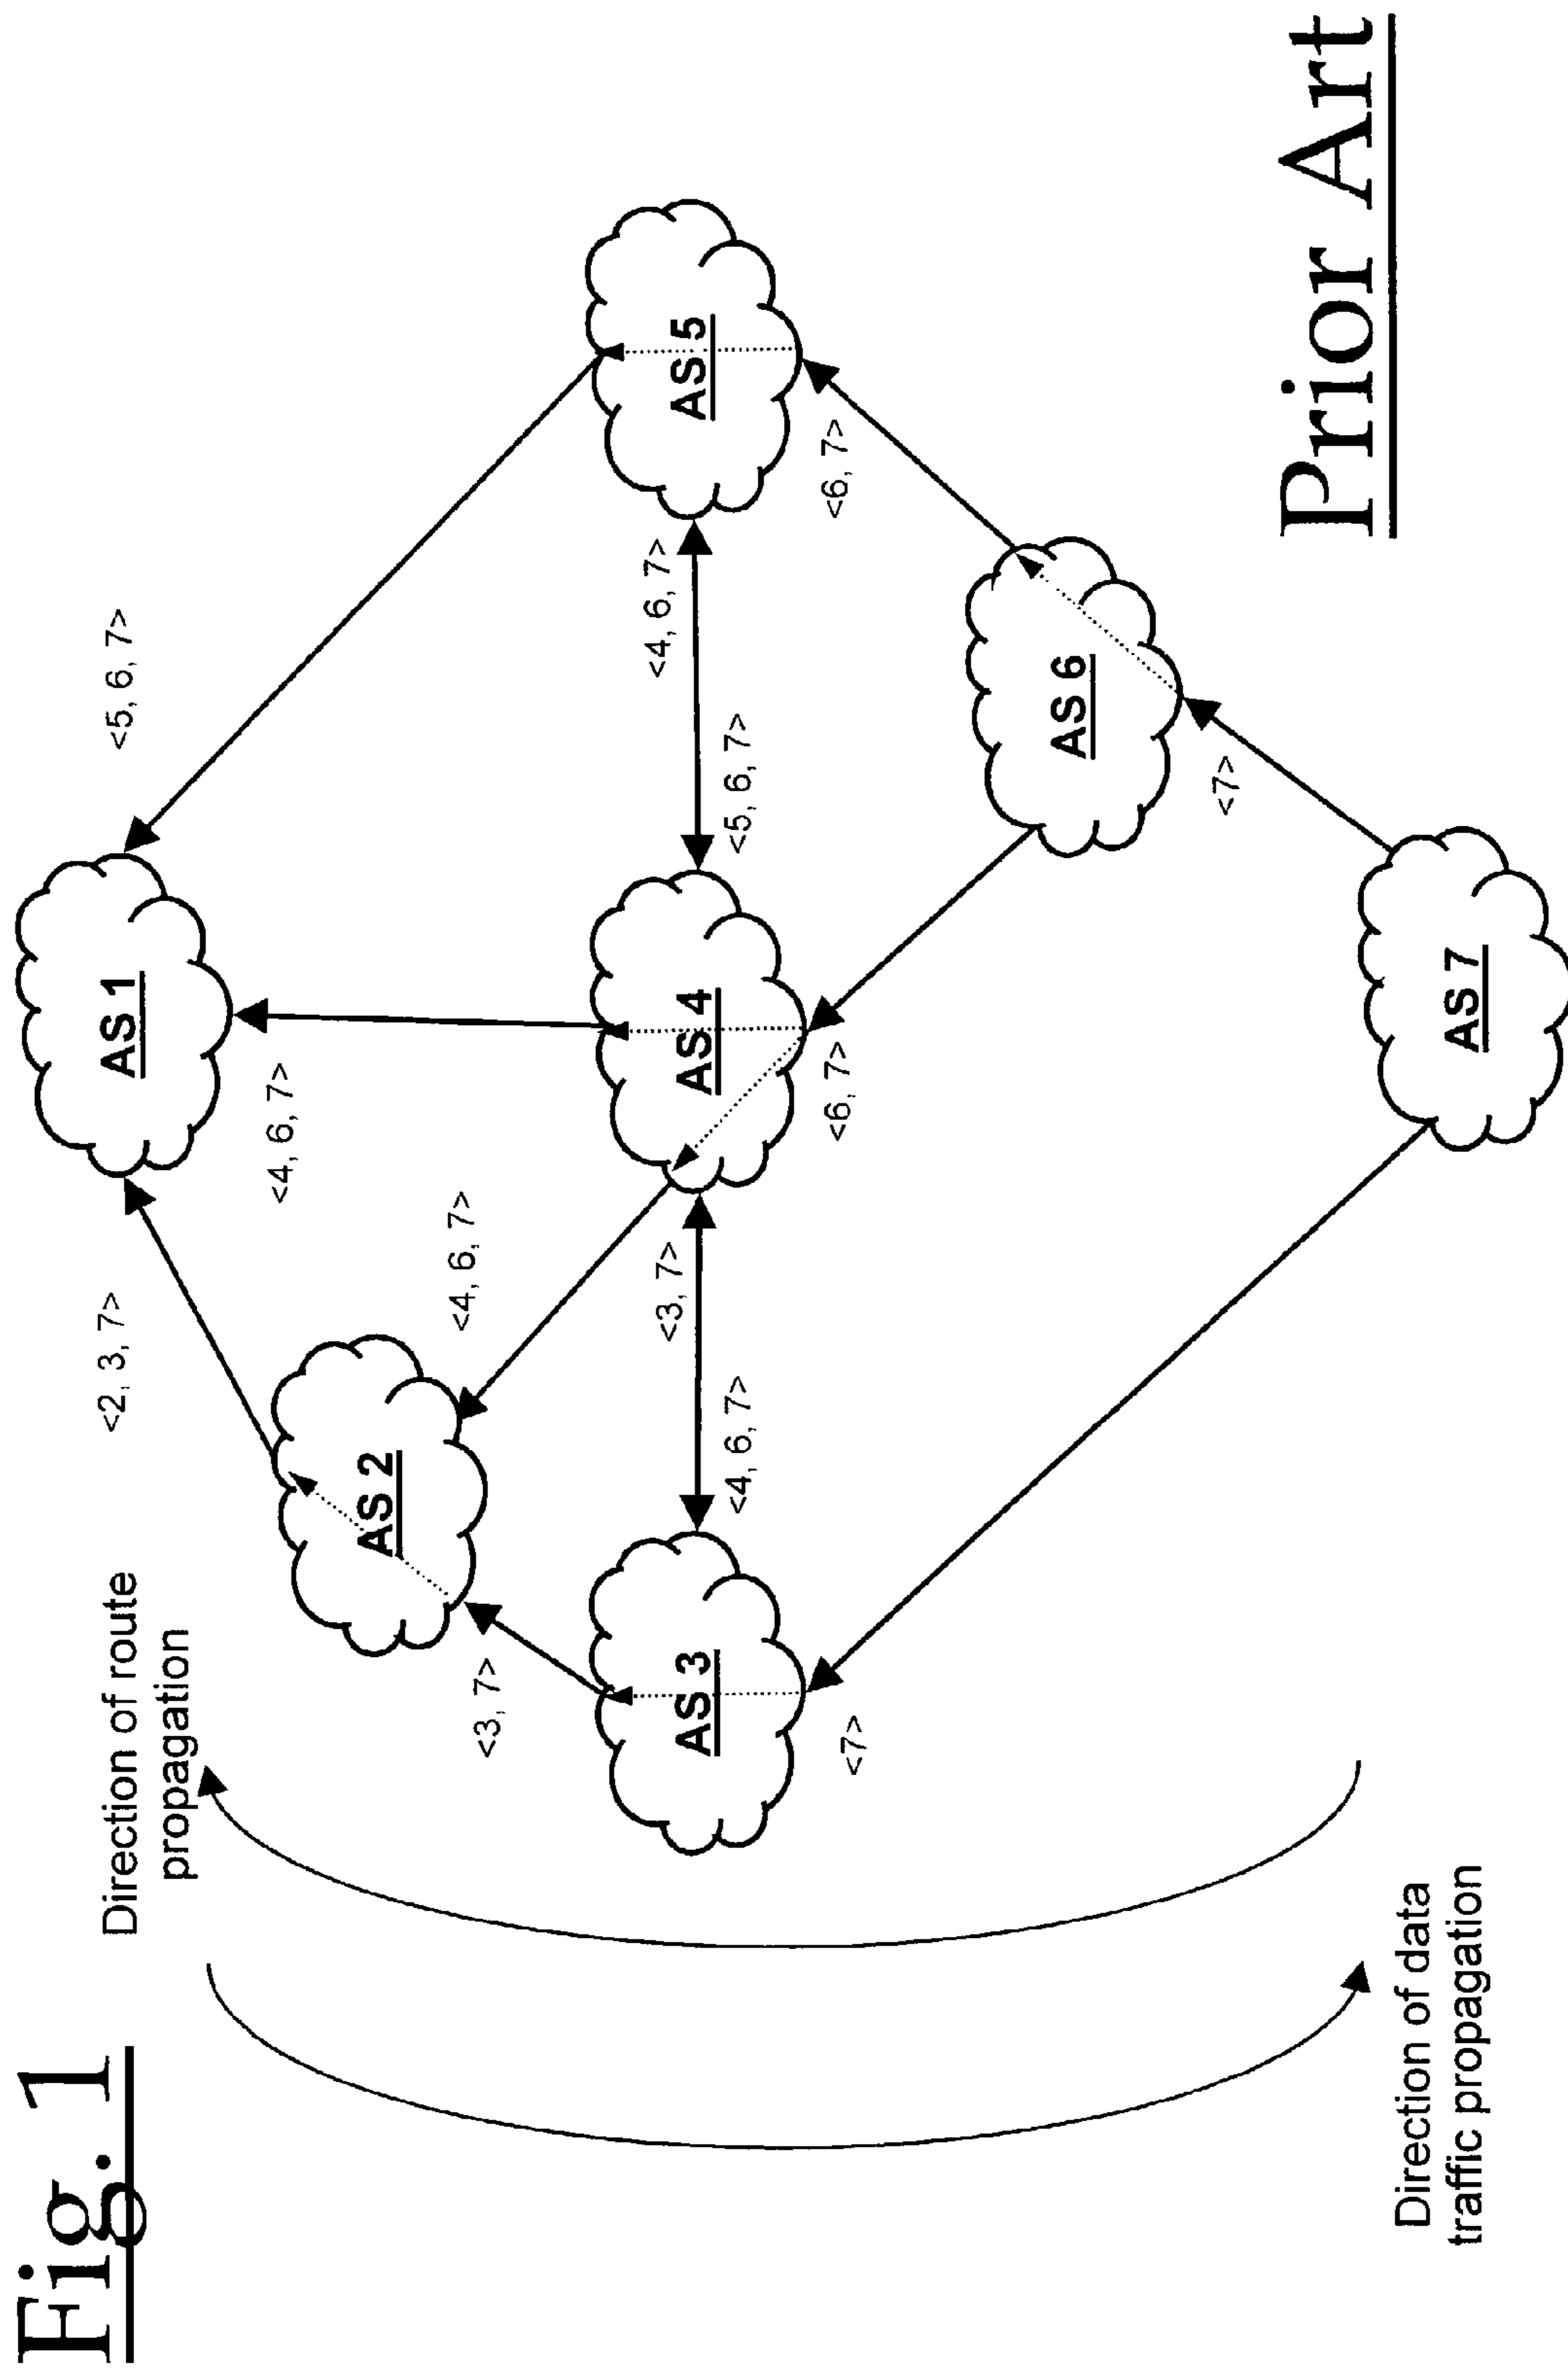 Fig. 1
Direction of route
propagation
<2, 3, 7>
AS 1
<5, 6, 7>
<4, 6, 7>
AS 2
<4, 6, 7>
<3, 7>
<3, 7>
<4, 6, 7>
AS 3
<4, 6, 7>
AS 4
<5, 6, 7>
AS 5
<7>
<6, 7>
<6, 7>
AS 6
<7>
AS 7
Direction of data
traffic propagation
Prior Art